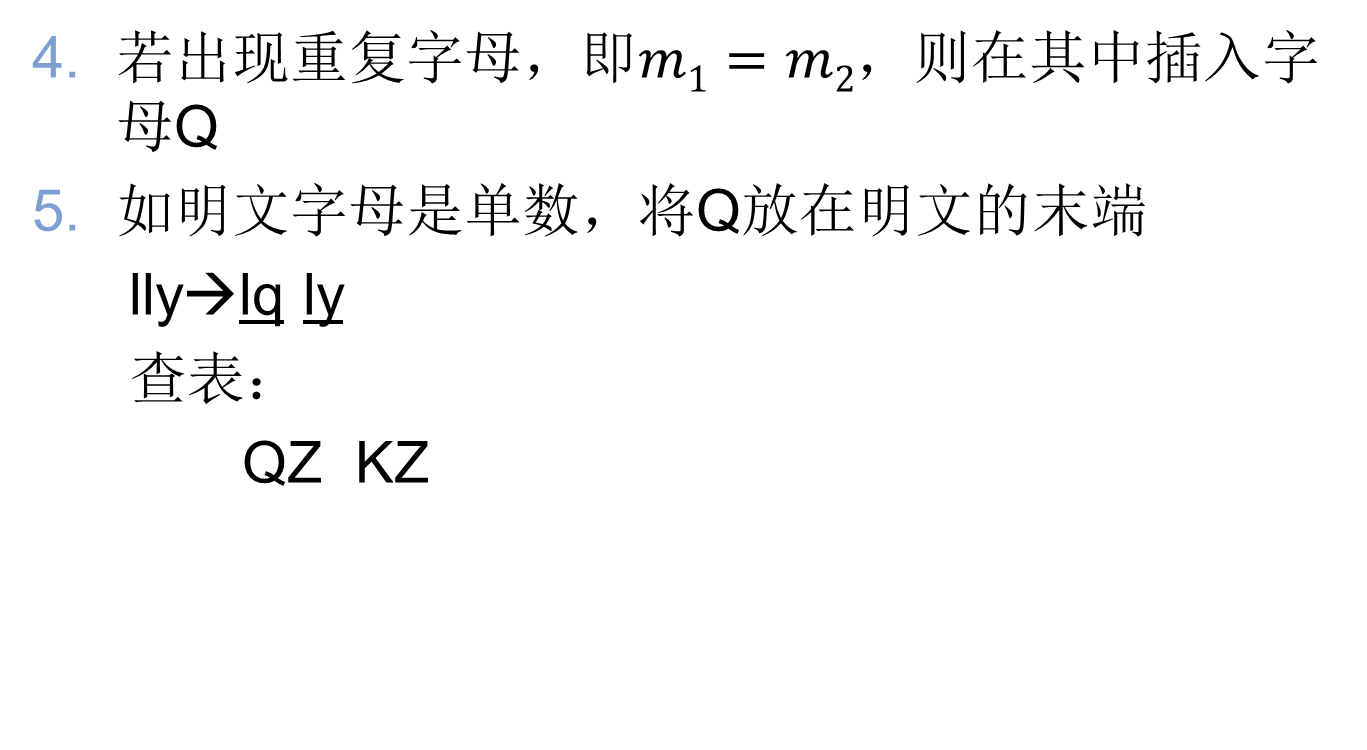 4. 若出现重复字母，即m₁ = m₂，则在其中插入字
母Q
5. 如明文字母是单数，将Q放在明文的末端
lly→lq ly
查表：
QZ KZ